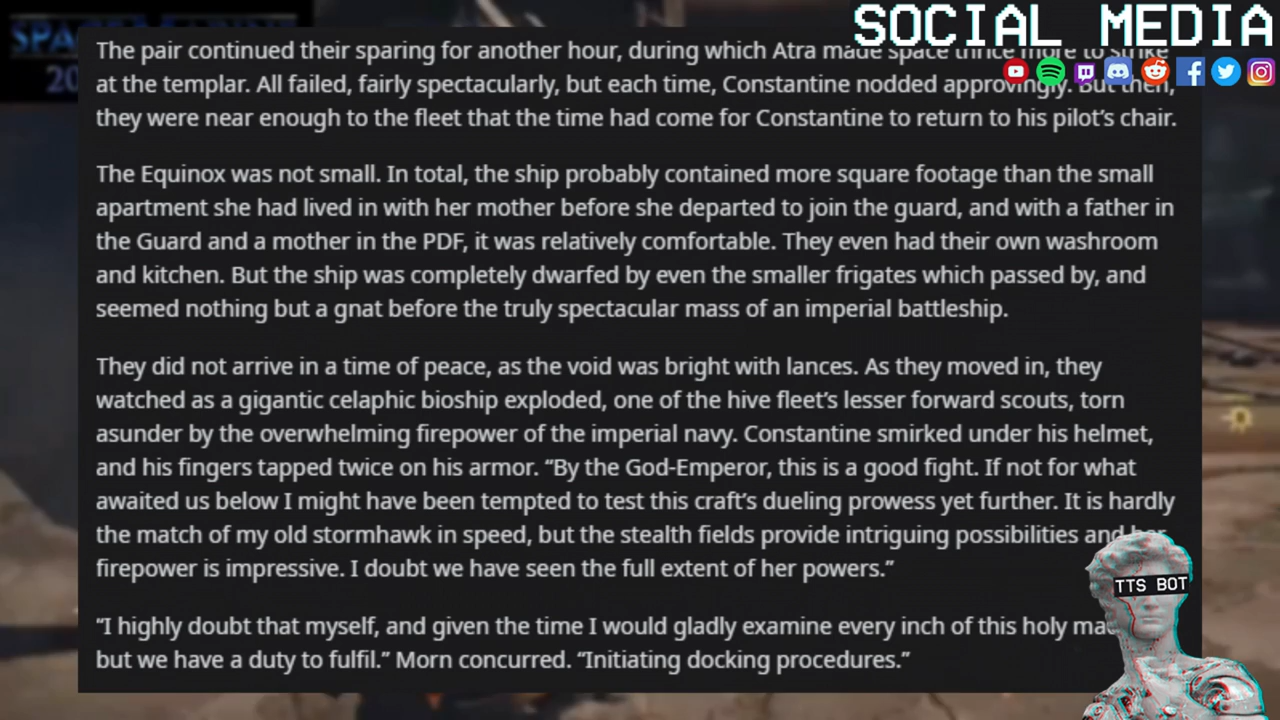 SOCIAL MEDIA
SPA
20
The pair continued their sparing for another hour, during which Atra made space thrice more to strike
at the templar. All failed, fairly spectacularly, but each time, Constantine nodded approvingly. But then,
they were near enough to the fleet that the time had come for Constantine to return to his pilot’s chair.
The Equinox was not small. In total, the ship probably contained more square footage than the small
apartment she had lived in with her mother before she departed to join the guard, and with a father in
the Guard and a mother in the PDF, it was relatively comfortable. They even had their own washroom
and kitchen. But the ship was completely dwarfed by even the smaller frigates which passed by, and
seemed nothing but a gnat before the truly spectacular mass of an imperial battleship.
They did not arrive in a time of peace, as the void was bright with lances. As they moved in, they
watched as a gigantic celaphic bioship exploded, one of the hive fleet’s lesser forward scouts, torn
asunder by the overwhelming firepower of the imperial navy. Constantine smirked under his helmet,
and his fingers tapped twice on his armor. “By the God-Emperor, this is a good fight. If not for what
awaited us below I might have been tempted to test this craft’s dueling prowess yet further. It is hardly
the match of my old stormhawk in speed, but the stealth fields provide intriguing possibilities and her
firepower is impressive. I doubt we have seen the full extent of her powers.”
“I highly doubt that myself, and given the time I would gladly examine every inch of this holy
but we have a duty to fulfil.” Morn concurred. “Initiating docking procedures.”
TTS BOT